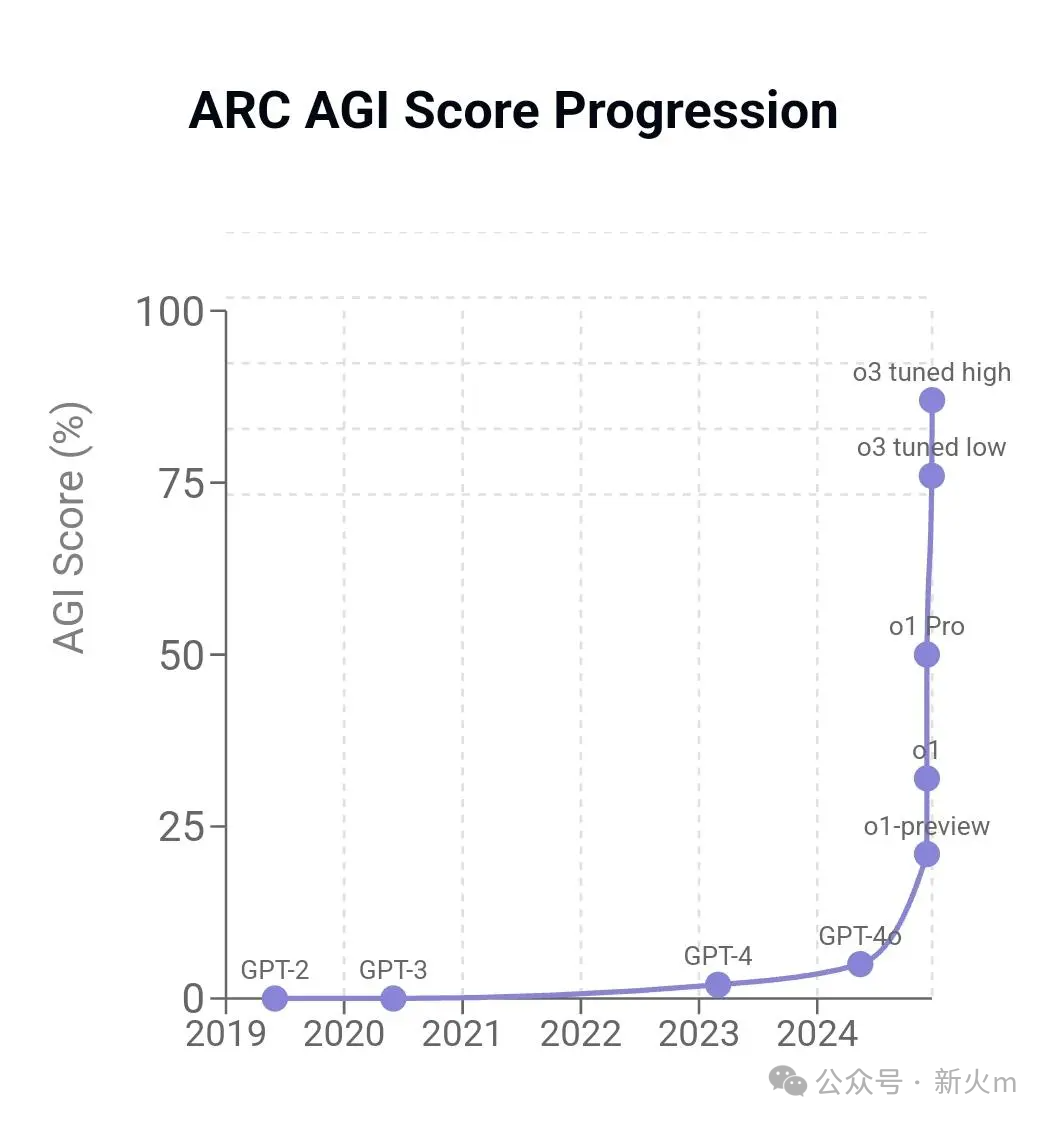 ARC AGI Score Progression
AGI Score (%)
100
75
50
25
0
o3 tuned high
o3 tuned low
o1 Pro
o1
o1-preview
GPT-4o
GPT-4
GPT-3
GPT-2
2019 2020 2021 2022 2023 2024
公众号 · 新火m